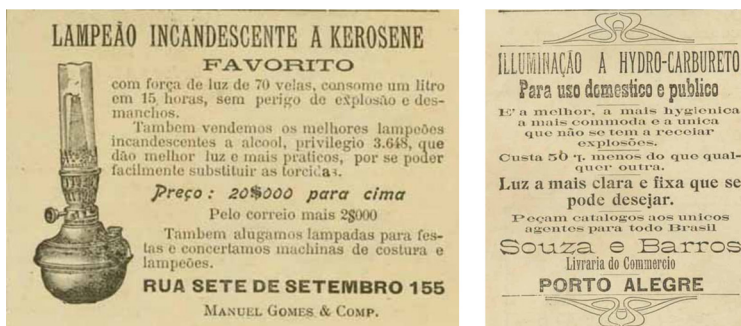 LAMPEÃO INCANDESCENTE A KEROSENE
FAVORITO
com força de luz de 70 velas, consome um litro
em 15 horas, sem perigo de explosão e des-
manchos.
Tambem vendemos os melhores lampeões
incandescentes a alcool, privilegio 3.648, que
dão melhor luz e mais praticos, por se poder
facilmente substituir as torcidas.
Preço: 20$000 para cima
Pelo correio mais 2$000
Tambem alugamos lampadas para fes-
tas e concertamos machinas de costura e
lampeões.
RUA SETE DE SETEMBRO 155
MANUEL GOMES & COMP.
ILLUMINAÇÃO A HYDRO-CARBURETO
Para uso domestico e publico
E' a melhor, a mais hygienica
a mais commoda e a unica
que não se tem a receiar
explosões.
Custa 50 %. menos do que qual-
quer outra.
Luz a mais clara e fixa que se
pode desejar.
Peçam catalogos aos unicos
agentes para todo Brasil
Souza e Barros
Livraria do Commercio
PORTO ALEGRE